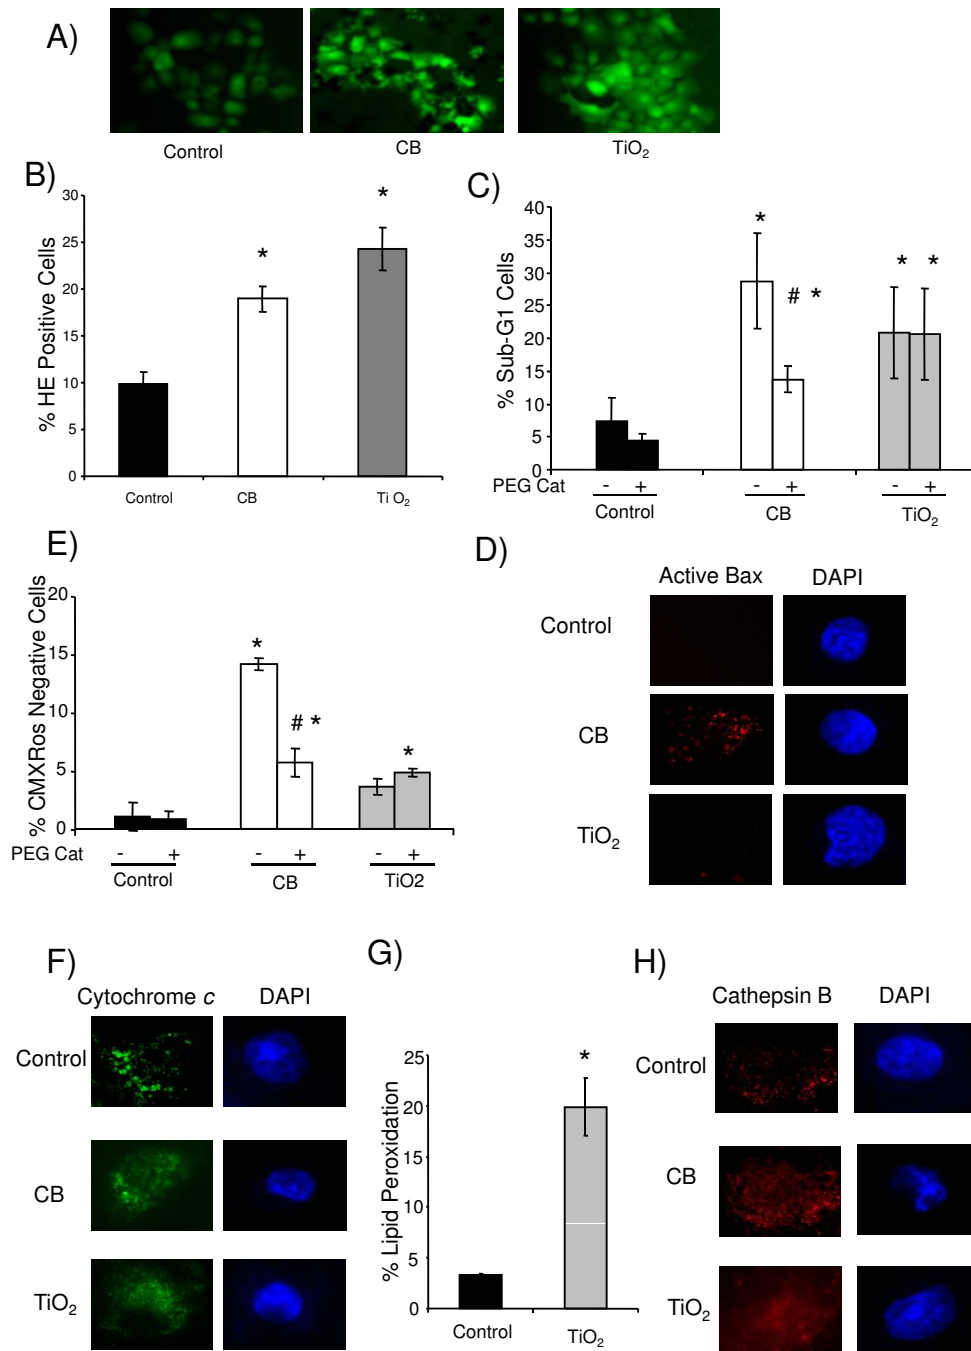 A)
Control
CB
TiO2
B)
% HE Positive Cells
30
25
20
15
10
5
0
*
*
Control
CB
Ti O2
C)
% Sub-G1 Cells
40
35
30
25
20
15
10
5
0
*
# *
* *
PEG Cat - + - + - +
Control
CB
TiO2
E)
% CMXRos Negative Cells
20
15
10
5
0
*
# *
*
PEG Cat - + - + - +
Control
CB
TiO2
D)
Active Bax DAPI
Control
CB
TiO2
F)
Cytochrome c DAPI
Control
CB
TiO2
G)
% Lipid Peroxidation
25
20
15
10
5
0
*
Control
TiO2
H)
Cathepsin B DAPI
Control
CB
TiO2